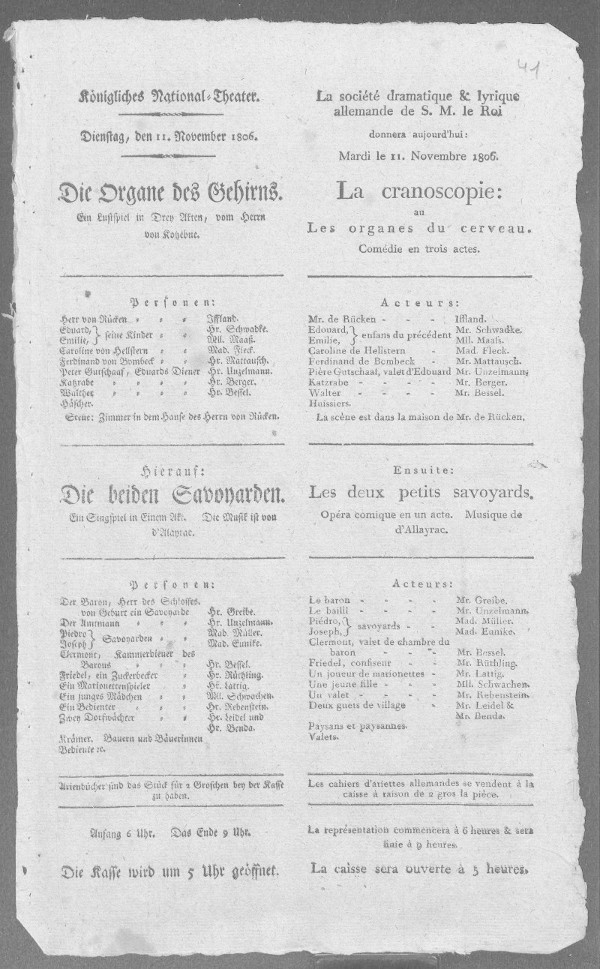 41
Königliches National-Theater.
Dienstag, den 11. November 1806.
Die Organe des Gehirns.
Ein Lustspiel in Drey Akten, vom Herrn
von Kotzebue.
Personen:
Herr von Rücken - - - Iffland.
Eduard, } seine Kinder - - Hr. Schwadke.
Emilie, } Mll. Maaß.
Caroline von Hellstern - - Mad. Fleck.
Ferdinand von Bombeck - - Hr. Mattausch.
Peter Gutschaaf, Eduards Diener Hr. Unzelmann.
Katzrabe - - - - Hr. Berger.
Walther - - - - Hr. Bessel.
Häscher.
Scene: Zimmer in dem Hause des Herrn von Rücken.
Hierauf:
Die beiden Savoyarden.
Ein Singspiel in Einem Akt. Die Musik ist von
d'Alayrac.
Personen:
Der Baron, Herr des Schlosses,
von Geburt ein Savoyarde Hr. Greibe.
Der Amtmann - - Hr. Unzelmann.
Piedro } Savoyarden - - Mad. Müller.
Joseph } Mad. Eunike.
Clermont, Kammerdiener des
Barons - - Hr. Bessel.
Friedel, ein Zuckerbecker - Hr. Rüthling.
Ein Marionettenspieler - - Hr. Lattig.
Ein junges Mädchen - - Mll. Schwachen.
Ein Bedienter - - Hr. Rebenstein.
Zwey Dorfwächter - - Hr. Leidel und
Hr. Benda.
Krämer. Bauern und Bäuerinnen
Bediente ec.
Arienbücher sind das Stück für 2 Groschen bey der Kasse
zu haben.
Anfang 6 Uhr. Das Ende 9 Uhr.
Die Kasse wird um 5 Uhr geöffnet.
La société dramatique & lyrique
allemande de S. M. le Roi
donnera aujourd'hui:
Mardi le 11. Novembre 1806.
La cranoscopie:
au
Les organes du cerveau.
Comédie en trois actes.
Acteurs:
Mr. de Rücken - - - Iffland.
Edouard, } enfans du précédent Mr. Schwadke.
Emilie, } Mll. Maaß.
Caroline de Hellstern - Mad. Fleck.
Ferdinand de Bombeck - Mr. Mattausch.
Pière Gutschaaf, valet d'Edouard Mr. Unzelmann,
Katzrabe - - - - - Mr. Berger.
Walter - - - - Mr. Bessel.
Huissiers.
La scêne est dans la maison de Mr. de Rücken,
Ensuite:
Les deux petits savoyards.
Opéra comique en un acte. Musique de
d'Allayrac.
Acteurs:
Le baron - - - - Mr. Greibe.
Le bailli - - - - Mr. Unzelmann,
Piédro, } savoyards - - Mad. Müller.
Joseph, } Mad. Eunike.
Clermont, valet de chambre du
baron - - - Mr. Bessel.
Friedel, confiseur - - Mr. Rüthling.
Un joueur de marionettes - Mr. Lattig.
Une jeune fille - - - Mll. Schwachen.
Un valet - - - - Mr. Rebenstein.
Deux guets de village - Mr. Leidel &
Mr. Benda.
Paysans et paysannes.
Valets.
Les cahiers d'ariettes allemandes se vendent à la
caisse à raison de 2 gros la piéce.
La représentation commencera à 6 heures & sera
finie à 9 heures.
La caisse sera ouverte à 5 heures.